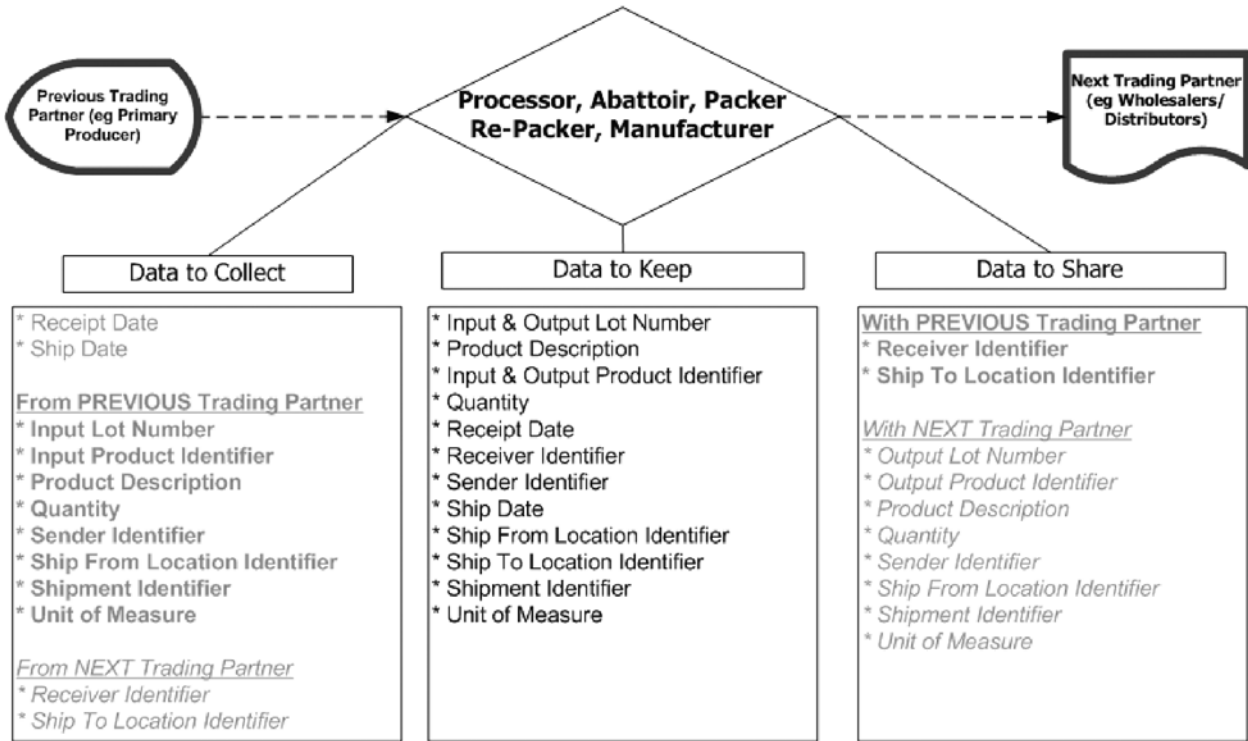 Previous Trading
Partner (eg Primary
Producer)
Processor, Abattoir, Packer
Re-Packer, Manufacturer
Next Trading Partner
(eg Wholesalers/
Distributors)
Data to Collect
* Receipt Date
* Ship Date
From PREVIOUS Trading Partner
* Input Lot Number
* Input Product Identifier
* Product Description
* Quantity
* Sender Identifier
* Ship From Location Identifier
* Shipment Identifier
* Unit of Measure
From NEXT Trading Partner
* Receiver Identifier
* Ship To Location Identifier
Data to Keep
* Input & Output Lot Number
* Product Description
* Input & Output Product Identifier
* Quantity
* Receipt Date
* Receiver Identifier
* Sender Identifier
* Ship Date
* Ship From Location Identifier
* Ship To Location Identifier
* Shipment Identifier
* Unit of Measure
Data to Share
With PREVIOUS Trading Partner
* Receiver Identifier
* Ship To Location Identifier
With NEXT Trading Partner
* Output Lot Number
* Output Product Identifier
* Product Description
* Quantity
* Sender Identifier
* Ship From Location Identifier
* Shipment Identifier
* Unit of Measure